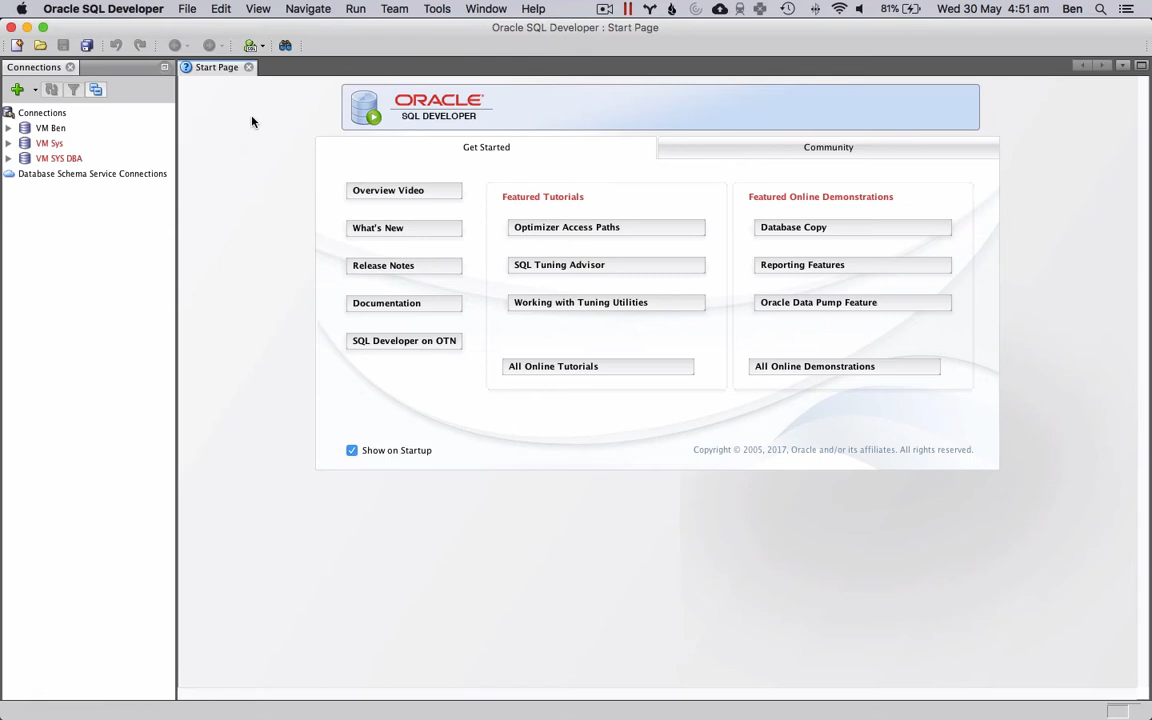 Oracle SQL Developer File Edit View Navigate Run Team Tools Window Help 81% Wed 30 May 4:51 am Ben
Oracle SQL Developer : Start Page
Connections
Start Page
Connections
VM Ben
VM Sys
VM SYS DBA
Database Schema Service Connections
ORACLE
SQL DEVELOPER
Get Started
Community
Overview Video
What's New
Release Notes
Documentation
SQL Developer on OTN
Featured Tutorials
Optimizer Access Paths
SQL Tuning Advisor
Working with Tuning Utilities
All Online Tutorials
Featured Online Demonstrations
Database Copy
Reporting Features
Oracle Data Pump Feature
All Online Demonstrations
Show on Startup
Copyright © 2005, 2017, Oracle and/or its affiliates. All rights reserved.